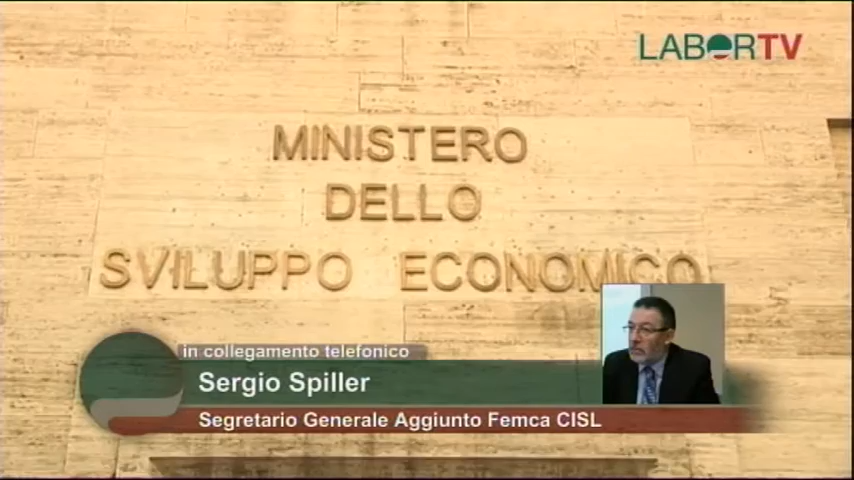 LABORTV
MINISTERO
DELLO
SVILUPPO ECONOMICO
in collegamento telefonico
Sergio Spiller
Segretario Generale Aggiunto Femca CISL